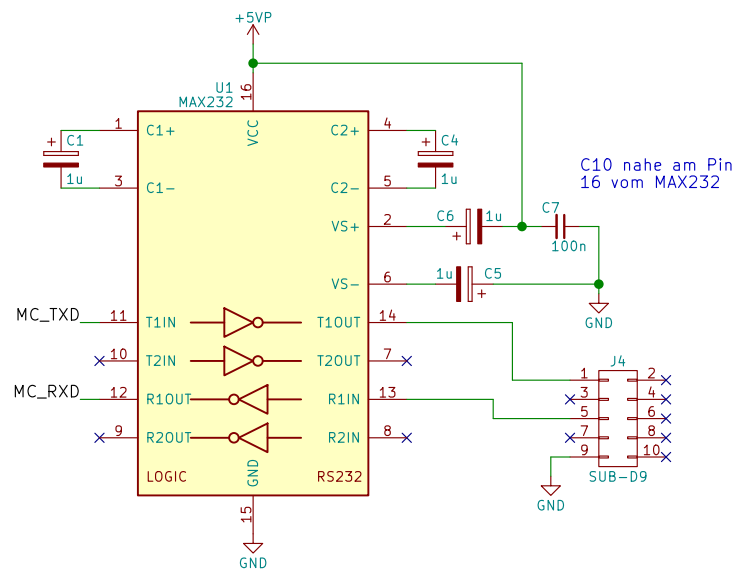 +5VP
U1
MAX232
16
VCC
1
C1+
C2+
4
C1
1u
C4
1u
3
C1-
C2-
5
C10 nahe am Pin
16 vom MAX232
VS+
2
C6
1u
C7
100n
VS-
6
1u
C5
GND
MC_TXD
11
T1IN
T1OUT
14
10
T2IN
T2OUT
7
MC_RXD
12
R1OUT
R1IN
13
9
R2OUT
R2IN
8
LOGIC
GND
RS232
15
GND
J4
1
2
3
4
5
6
7
8
9
10
SUB-D9
GND